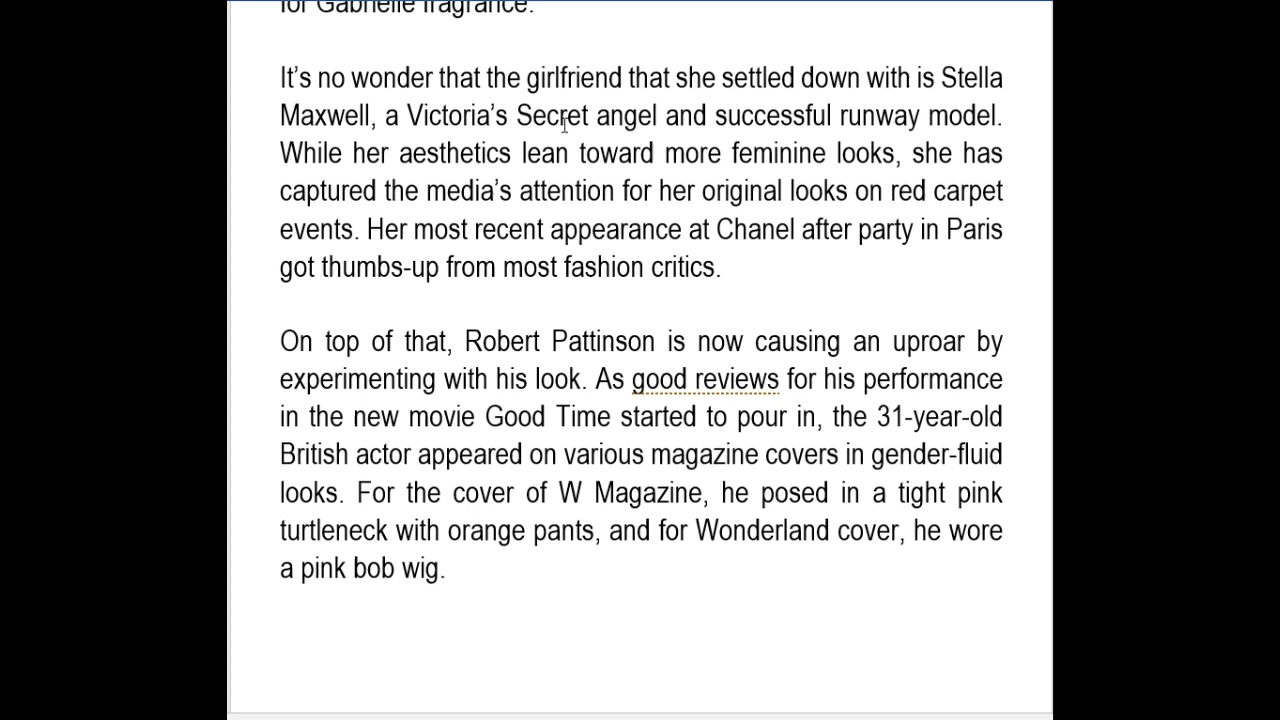 for Gabrielle fragrance.
It’s no wonder that the girlfriend that she settled down with is Stella
Maxwell, a Victoria’s Secret angel and successful runway model.
While her aesthetics lean toward more feminine looks, she has
captured the media’s attention for her original looks on red carpet
events. Her most recent appearance at Chanel after party in Paris
got thumbs-up from most fashion critics.
On top of that, Robert Pattinson is now causing an uproar by
experimenting with his look. As good reviews for his performance
in the new movie Good Time started to pour in, the 31-year-old
British actor appeared on various magazine covers in gender-fluid
looks. For the cover of W Magazine, he posed in a tight pink
turtleneck with orange pants, and for Wonderland cover, he wore
a pink bob wig.